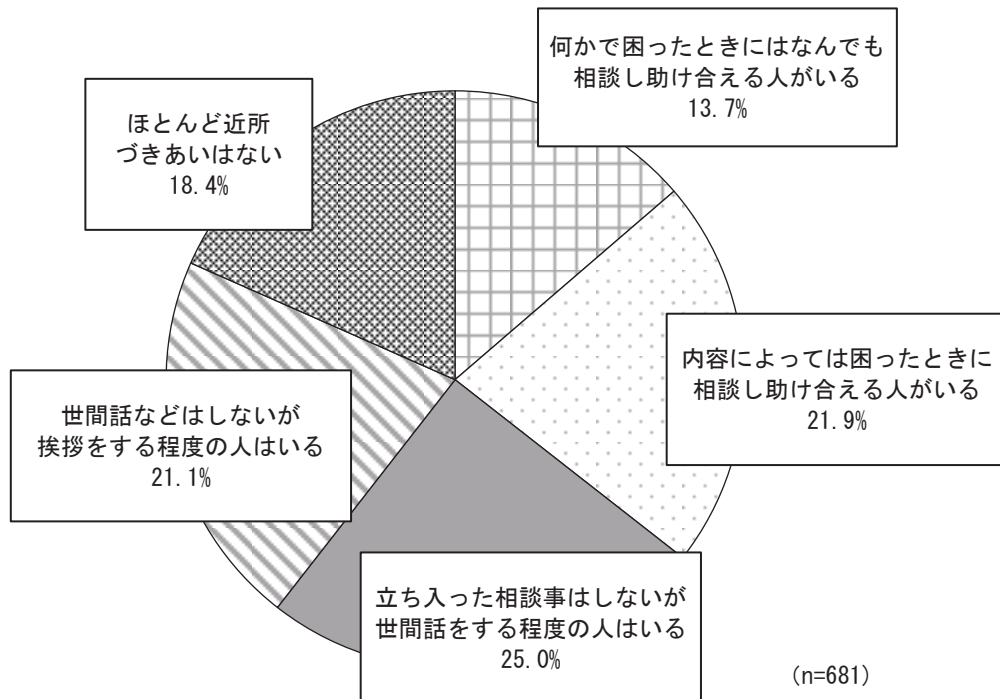 何かで困ったときにはなんでも
相談し助け合える人がいる
13.7%
内容によっては困ったときに
相談し助け合える人がいる
21.9%
立ち入った相談事はしないが
世間話をする程度の人はいる
25.0%
世間話などはしないが
挨拶をする程度の人はいる
21.1%
ほとんど近所
づきあいはない
18.4%
(n=681)